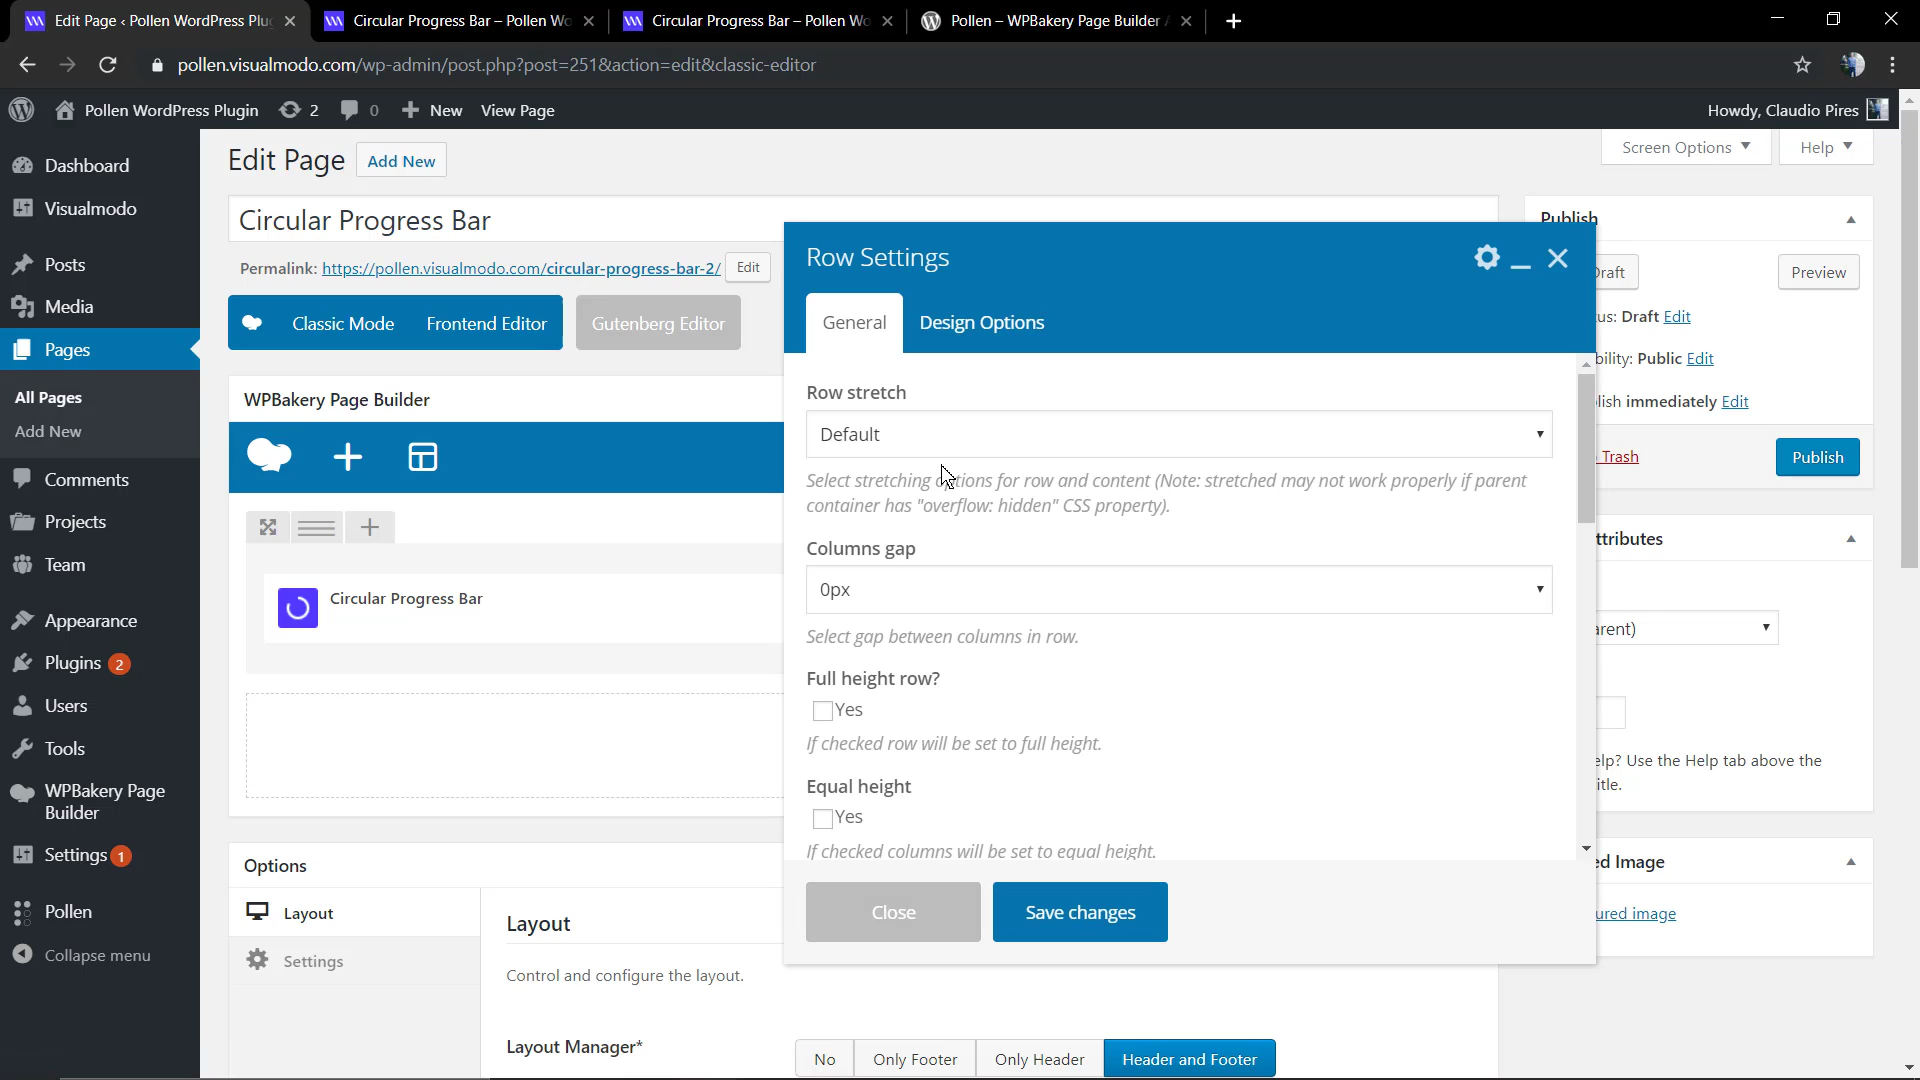 Edit Page ‹ Pollen WordPress Plu
Circular Progress Bar – Pollen Wo
Circular Progress Bar – Pollen Wo
Pollen – WPBakery Page Builder
pollen.visualmodo.com/wp-admin/post.php?post=251&action=edit&classic-editor
Pollen WordPress Plugin
2
0
New
View Page
Howdy, Claudio Pires
Dashboard
Visualmodo
Posts
Media
Pages
All Pages
Add New
Comments
Projects
Team
Appearance
Plugins 2
Users
Tools
WPBakery Page
Builder
Settings 1
Pollen
Collapse menu
Edit Page
Add New
Screen Options
Help
Circular Progress Bar
Permalink: https://pollen.visualmodo.com/circular-progress-bar-2/
Edit
Classic Mode
Frontend Editor
Gutenberg Editor
WPBakery Page Builder
Circular Progress Bar
Options
Layout
Settings
Layout
Control and configure the layout.
Layout Manager*
No
Only Footer
Only Header
Header and Footer
Row Settings
General
Design Options
Row stretch
Default
Select stretching options for row and content (Note: stretched may not work properly if parent
container has "overflow: hidden" CSS property).
Columns gap
0px
Select gap between columns in row.
Full height row?
Yes
If checked row will be set to full height.
Equal height
Yes
If checked columns will be set to equal height.
Close
Save changes
Publish
Draft
Preview
us: Draft Edit
bility: Public Edit
lish immediately Edit
Trash
Publish
ttributes
arent)
elp? Use the Help tab above the
itle.
ed Image
ured image